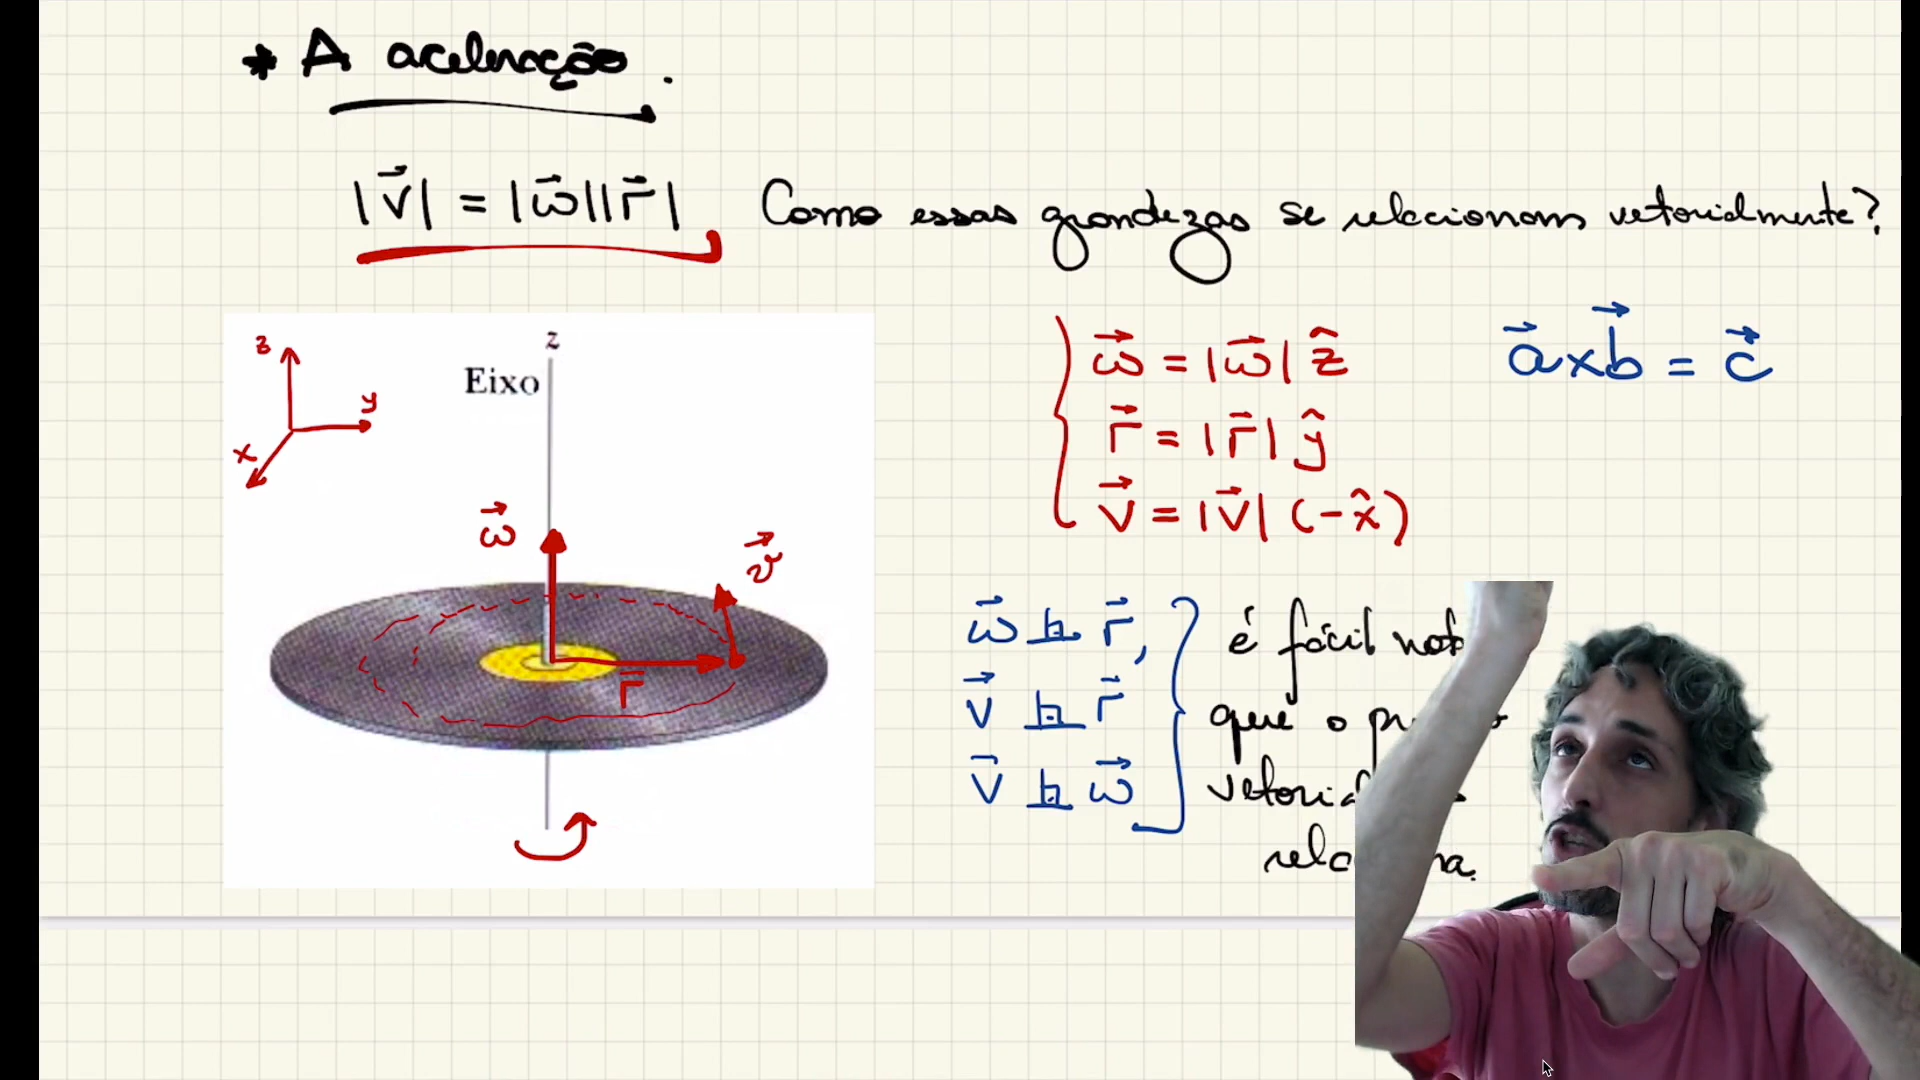 * A aceleração.
|v⃗| = |ω⃗||r⃗| Como essas grandezas se relacionam vetorialmente?
z
y
x
z
Eixo
ω⃗
v⃗
r̄
ω⃗ = |ω⃗| ẑ
r⃗ = |r⃗| ŷ
v⃗ = |v⃗| (-x̂)
a⃗ x b⃗ = c⃗
ω⃗ ⊥ r⃗,
v⃗ ⊥ r⃗
v̄ ⊥ ω⃗
é fácil
que o